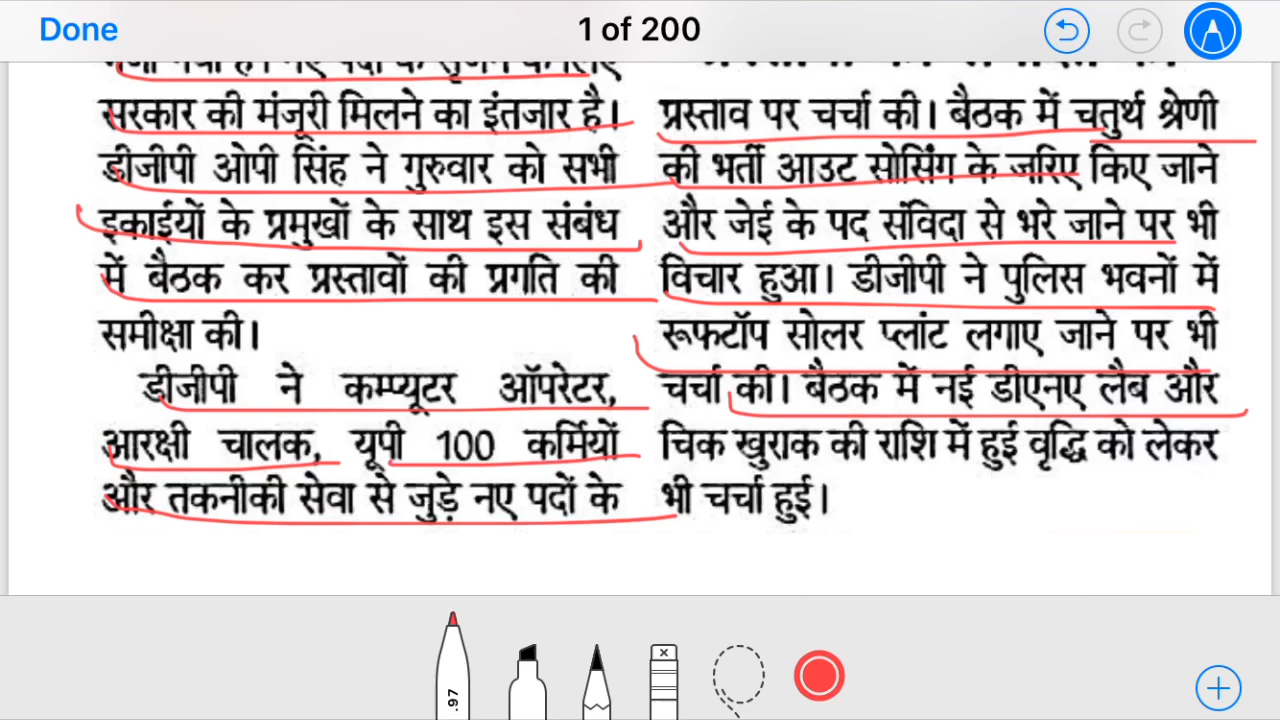 Done
1 of 200
सरकार की मंजूरी मिलने का इंतजार है।
डीजीपी ओपी सिंह ने गुरुवार को सभी
इकाईयों के प्रमुखों के साथ इस संबंध
में बैठक कर प्रस्तावों की प्रगति की
समीक्षा की।
डीजीपी ने कम्प्यूटर ऑपरेटर,
आरक्षी चालक, यूपी 100 कर्मियों
और तकनीकी सेवा से जुड़े नए पदों के
प्रस्ताव पर चर्चा की। बैठक में चतुर्थ श्रेणी
की भर्ती आउट सोर्सिंग के जरिए किए जाने
और जेई के पद संविदा से भरे जाने पर भी
विचार हुआ। डीजीपी ने पुलिस भवनों में
रूफटॉप सोलर प्लांट लगाए जाने पर भी
चर्चा की। बैठक में नई डीएनए लैब और
चिक खुराक की राशि में हुई वृद्धि को लेकर
भी चर्चा हुई।
.97